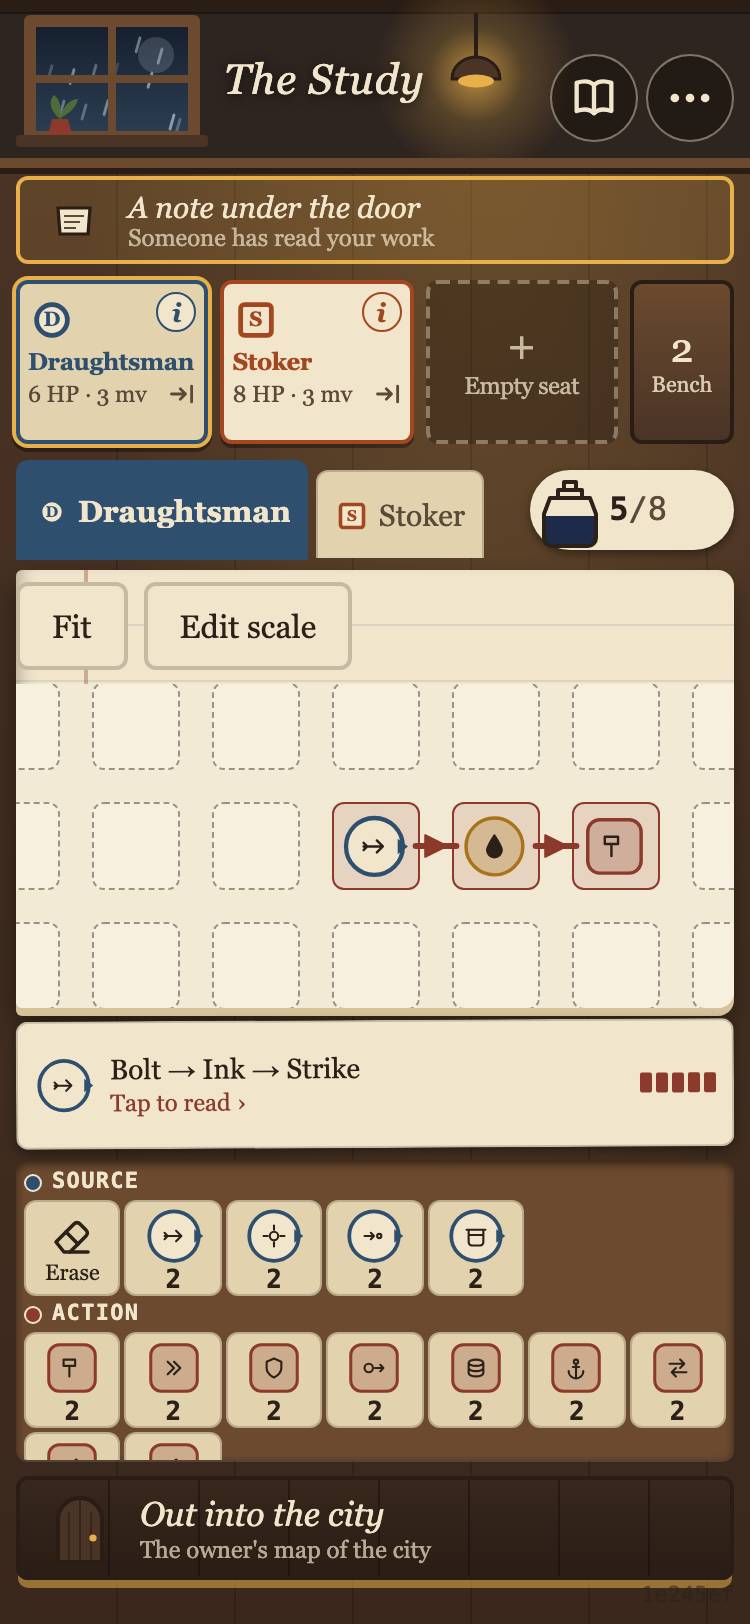 The Study
A note under the door
Someone has read your work
D
i
Draughtsman
6 HP · 3 mv
S
i
Stoker
8 HP · 3 mv
+
Empty seat
2
Bench
D Draughtsman
S Stoker
5/8
Fit
Edit scale
Bolt → Ink → Strike
Tap to read ›
SOURCE
Erase
2
2
2
2
ACTION
2
2
2
2
2
2
2
Out into the city
The owner's map of the city